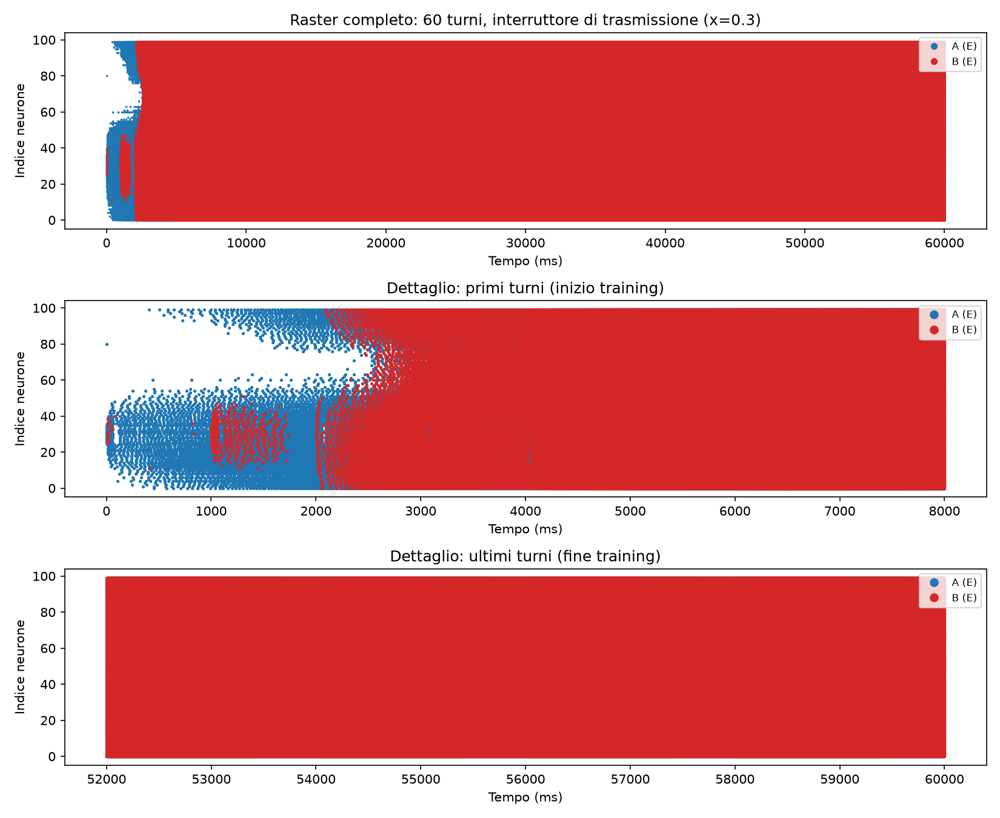 Raster completo: 60 turni, interruttore di trasmissione (x=0.3)
Indice neurone
100
80
60
40
20
0
A (E)
B (E)
0 10000 20000 30000 40000 50000 60000
Tempo (ms)
Dettaglio: primi turni (inizio training)
Indice neurone
100
80
60
40
20
0
A (E)
B (E)
0 1000 2000 3000 4000 5000 6000 7000 8000
Tempo (ms)
Dettaglio: ultimi turni (fine training)
Indice neurone
100
80
60
40
20
0
A (E)
B (E)
52000 53000 54000 55000 56000 57000 58000 59000 60000
Tempo (ms)